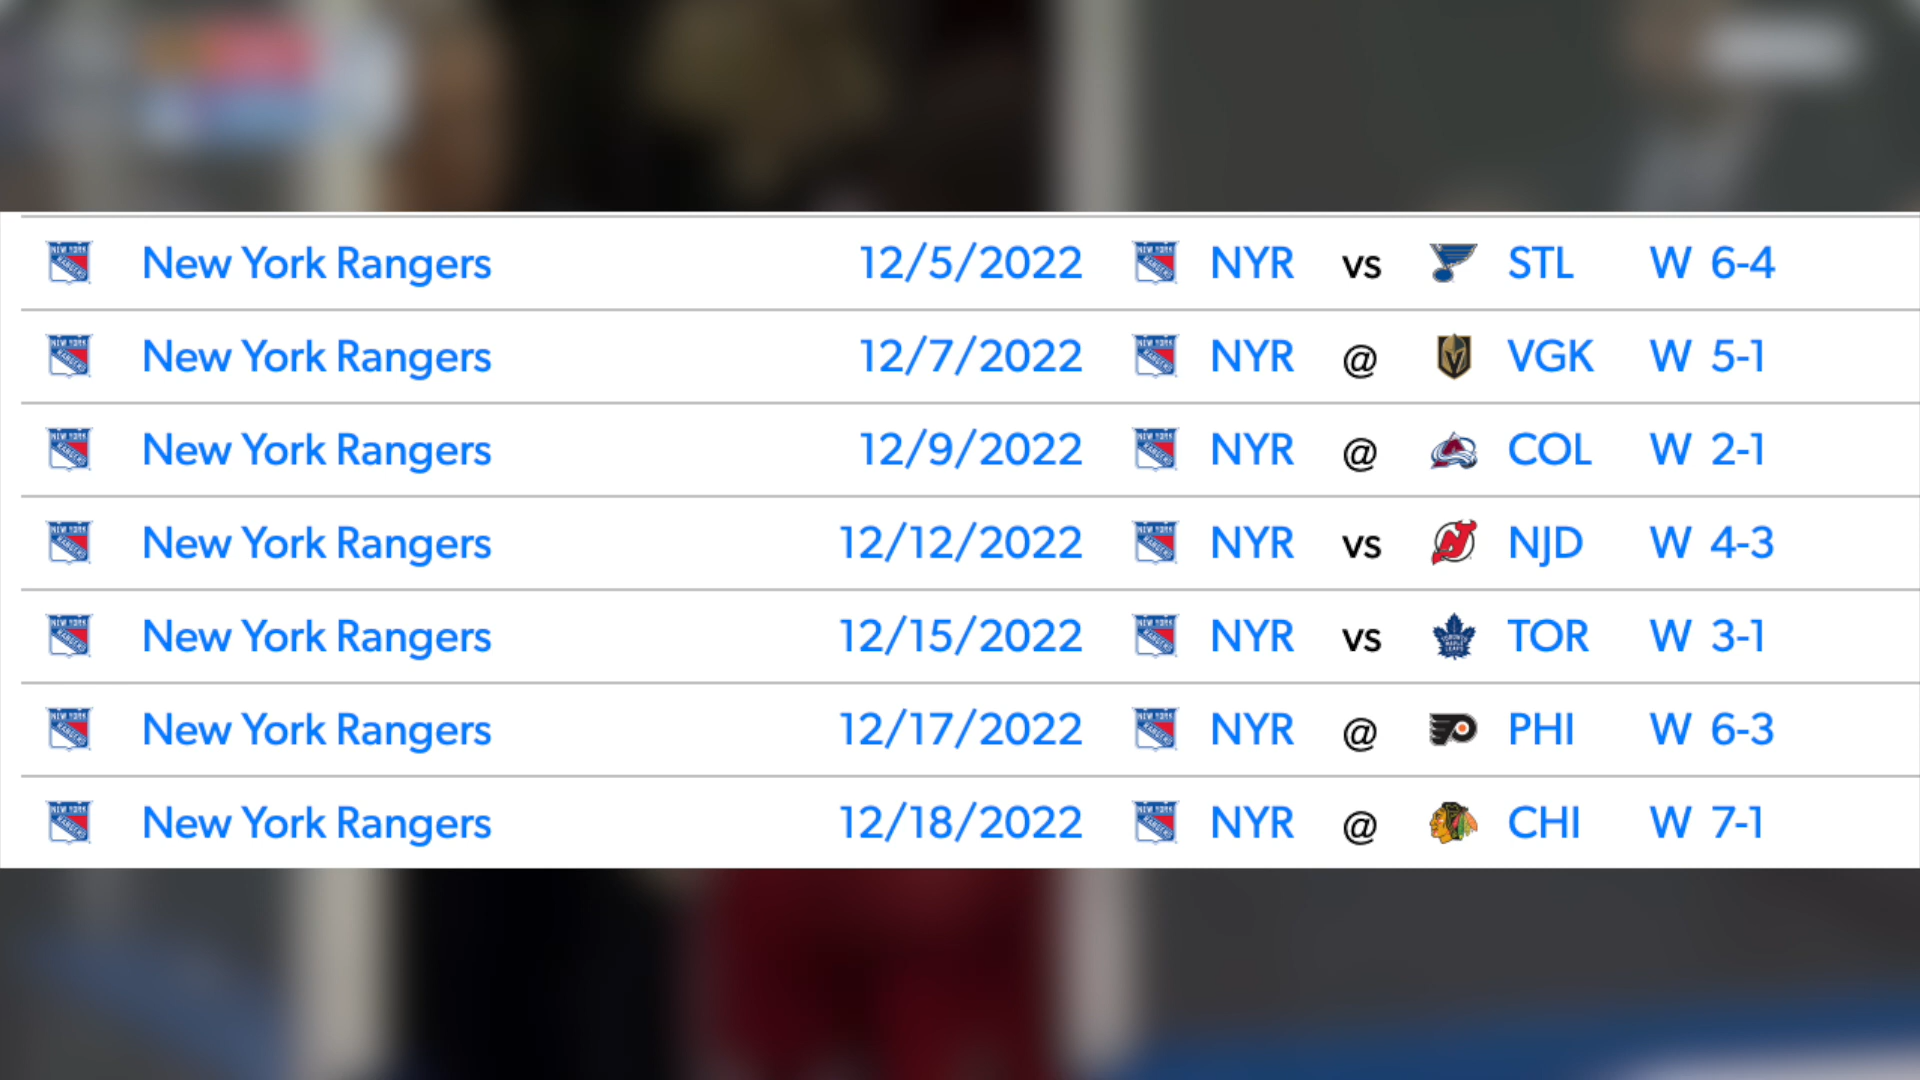 New York Rangers 12/5/2022 NYR vs STL W 6-4
New York Rangers 12/7/2022 NYR @ VGK W 5-1
New York Rangers 12/9/2022 NYR @ COL W 2-1
New York Rangers 12/12/2022 NYR vs NJD W 4-3
New York Rangers 12/15/2022 NYR vs TOR W 3-1
New York Rangers 12/17/2022 NYR @ PHI W 6-3
New York Rangers 12/18/2022 NYR @ CHI W 7-1